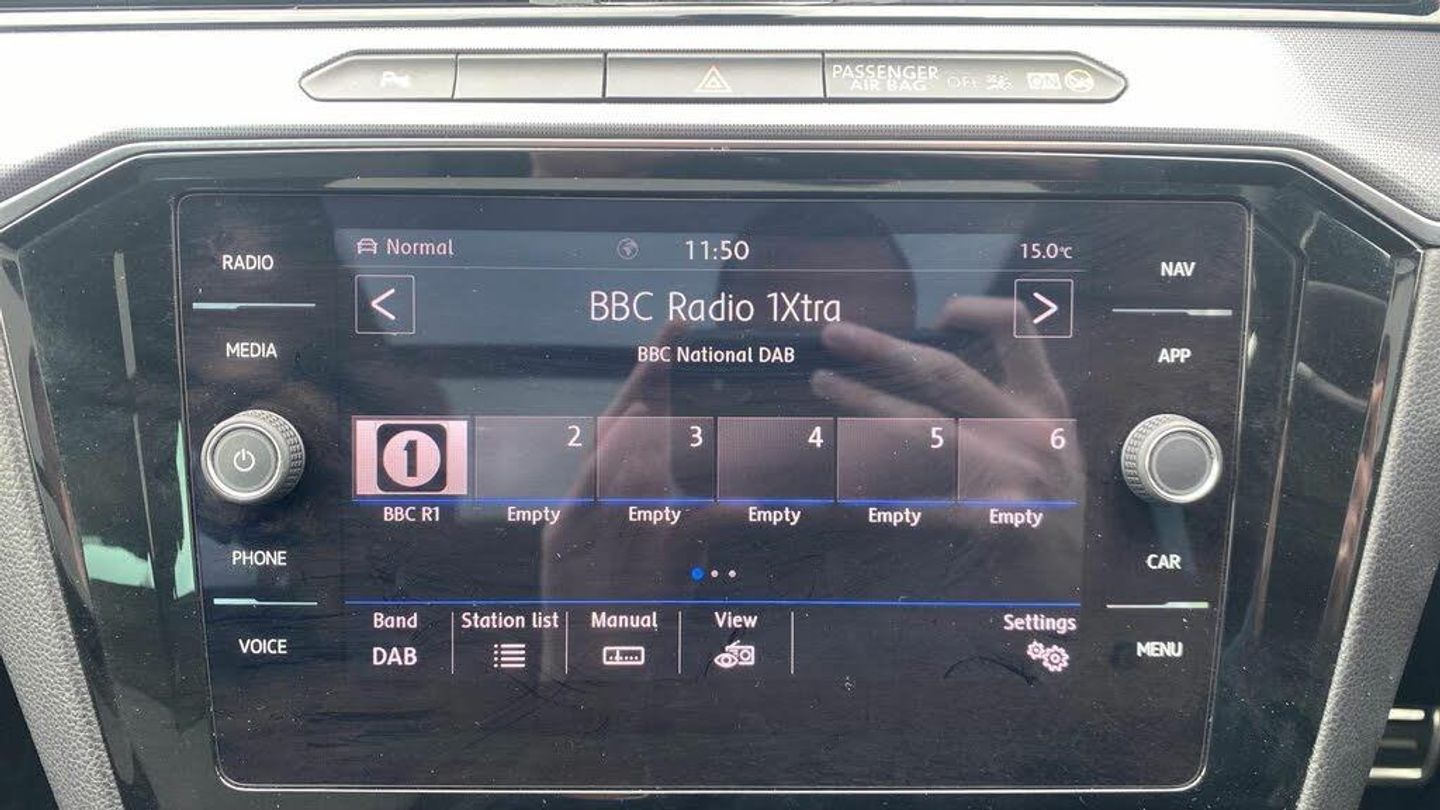 PASSENGER
AIR BAG OFF ON
RADIO
MEDIA
PHONE
VOICE
Normal 11:50 15.0°C
< BBC Radio 1Xtra >
BBC National DAB
1 2 3 4 5 6
BBC R1 Empty Empty Empty Empty Empty
Band Station list Manual View Settings
DAB
NAV
APP
CAR
MENU